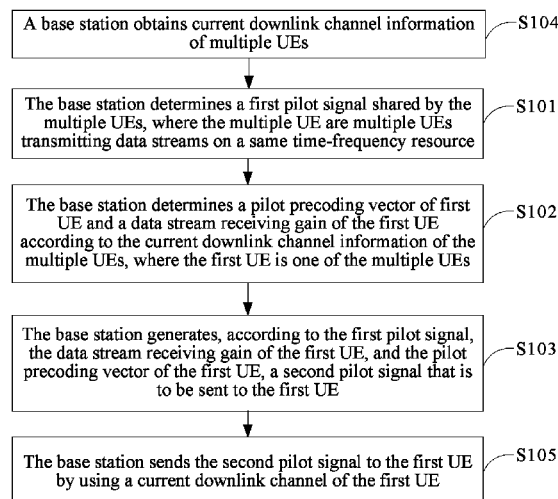 A base station obtains current downlink channel information
of multiple UEs
S104
The base station determines a first pilot signal shared by the
multiple UEs, where the multiple UE are multiple UEs
transmitting data streams on a same time-frequency resource
S101
The base station determines a pilot precoding vector of first
UE and a data stream receiving gain of the first UE
according to the current downlink channel information of the
multiple UEs, where the first UE is one of the multiple UEs
S102
The base station generates, according to the first pilot signal,
the data stream receiving gain of the first UE, and the pilot
precoding vector of the first UE, a second pilot signal that is
to be sent to the first UE
S103
The base station sends the second pilot signal to the first UE
by using a current downlink channel of the first UE
S105